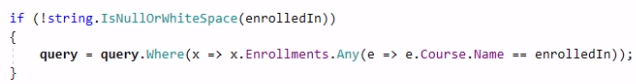 if (!string.IsNullOrWhiteSpace(enrolledIn))
{
query = query.Where(x => x.Enrollments.Any(e => e.Course.Name == enrolledIn));
}